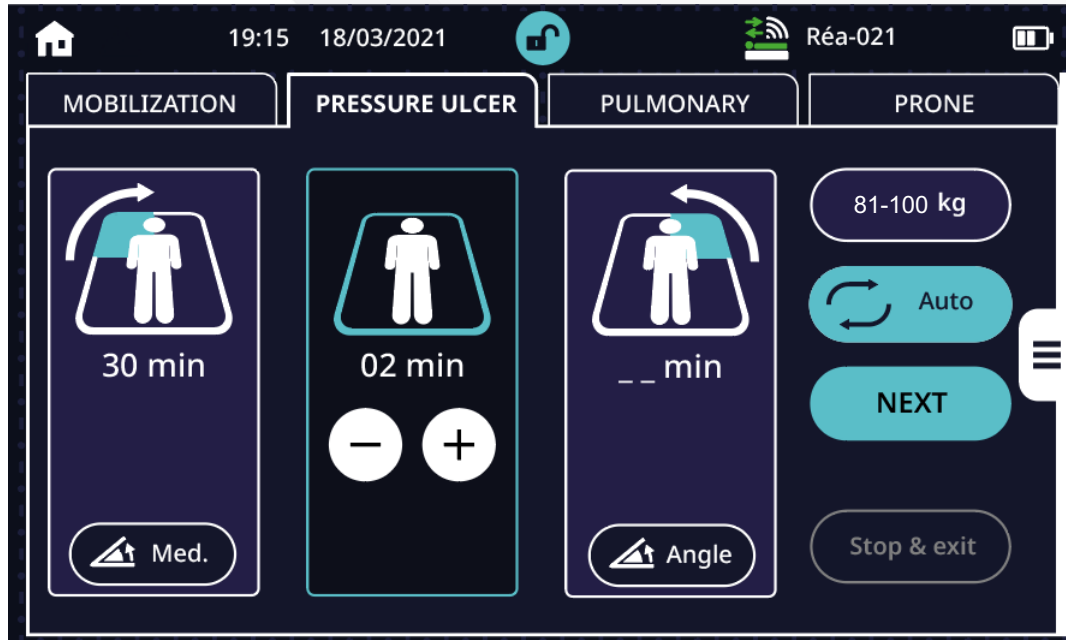 19:15 18/03/2021 Réa-021
MOBILIZATION PRESSURE ULCER PULMONARY PRONE
81-100 kg
Auto
30 min 02 min _ _ min
NEXT
− +
Med. Angle Stop & exit